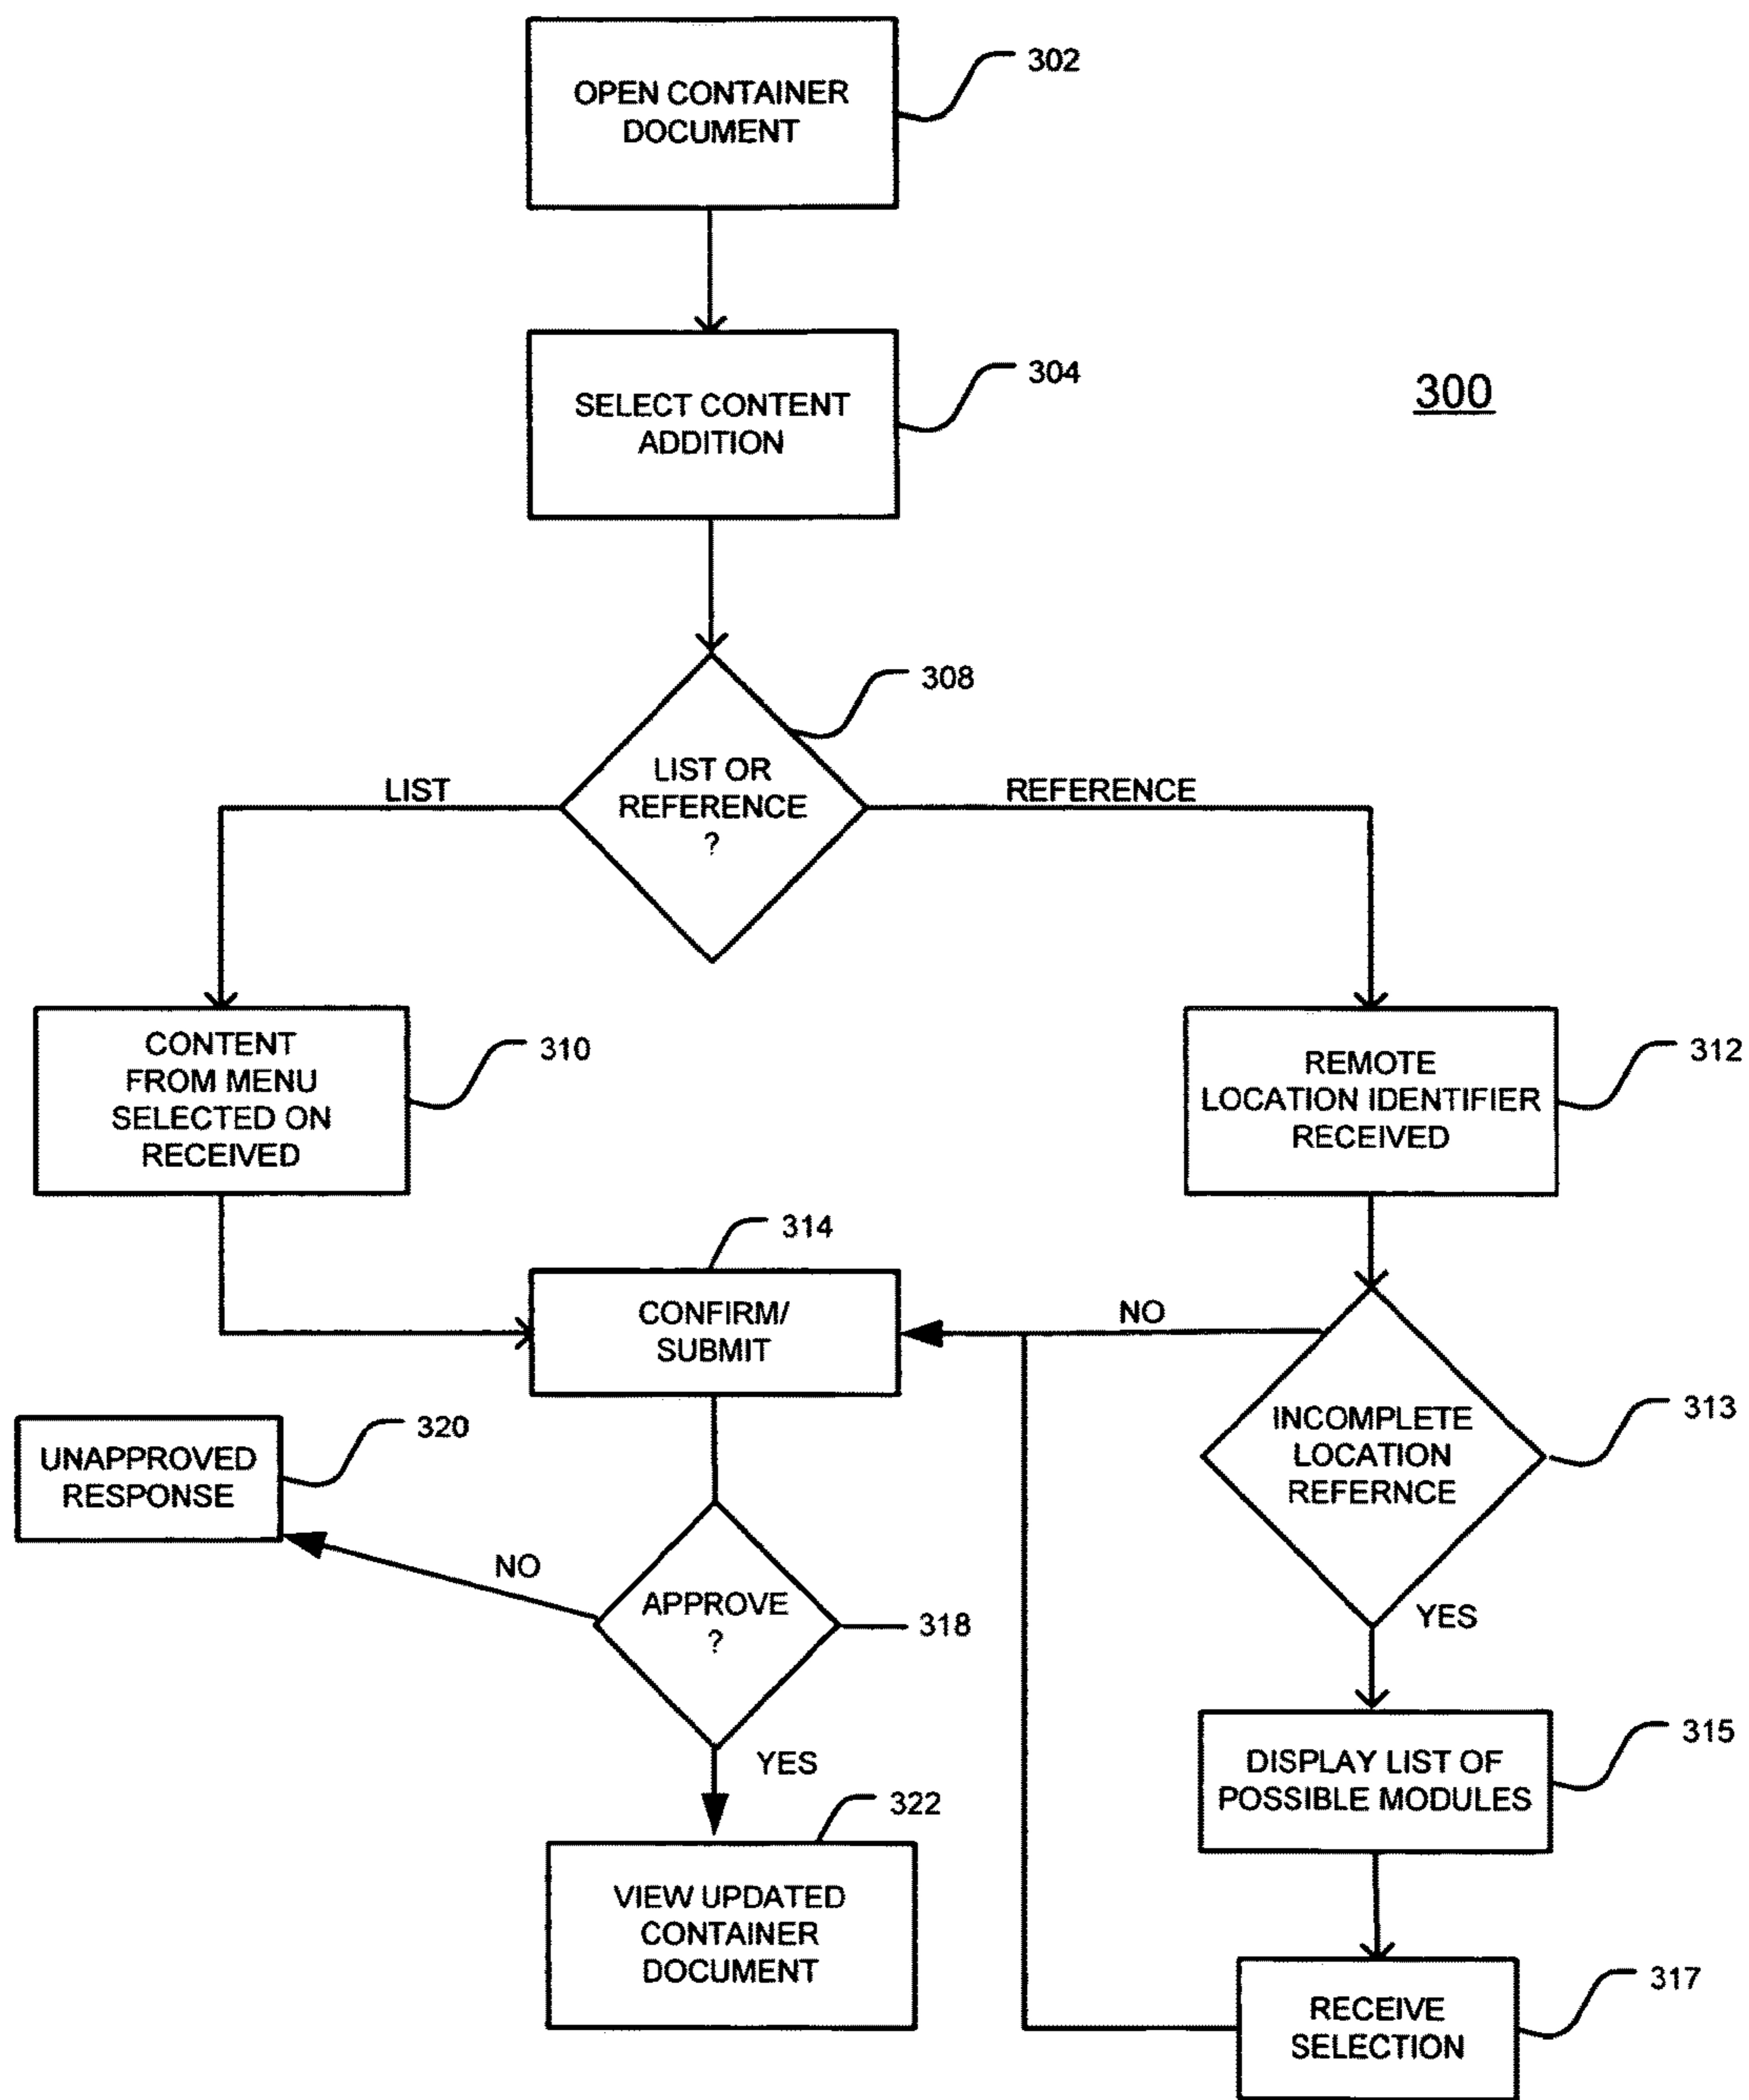 OPEN CONTAINER
DOCUMENT
302
SELECT CONTENT
ADDITION
304
300
308
LIST OR
REFERENCE
?
LIST
REFERENCE
CONTENT
FROM MENU
SELECTED ON
RECEIVED
310
REMOTE
LOCATION IDENTIFIER
RECEIVED
312
314
CONFIRM/
SUBMIT
NO
INCOMPLETE
LOCATION
REFERNCE
313
UNAPPROVED
RESPONSE
320
NO
APPROVE
?
318
YES
YES
DISPLAY LIST OF
POSSIBLE MODULES
315
322
VIEW UPDATED
CONTAINER
DOCUMENT
RECEIVE
SELECTION
317